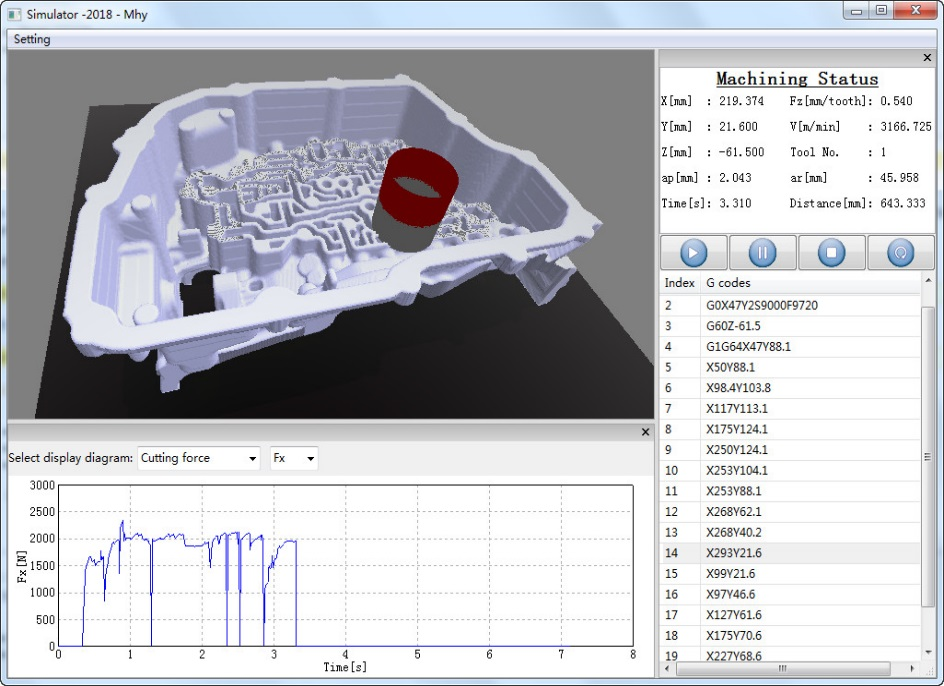 Simulator -2018 - Mhy
Setting
Machining Status
X[mm] : 219.374 Fz[mm/tooth]: 0.540
Y[mm] : 21.600 V[m/min] : 3166.725
Z[mm] : -61.500 Tool No. : 1
ap[mm] : 2.043 ar[mm] : 45.958
Time[s]: 3.310 Distance[mm]: 643.333
Index G codes
2 G0X47Y2S9000F9720
3 G60Z-61.5
4 G1G64X47Y88.1
5 X50Y88.1
6 X98.4Y103.8
7 X117Y113.1
8 X175Y124.1
9 X250Y124.1
10 X253Y104.1
11 X253Y88.1
12 X268Y62.1
13 X268Y40.2
14 X293Y21.6
15 X99Y21.6
16 X97Y46.6
17 X127Y61.6
18 X175Y70.6
19 X227Y68.6
Select display diagram: Cutting force Fx
3000
2500
2000
1500
1000
500
0
Fx[N]
0 1 2 3 4 5 6 7 8
Time[s]